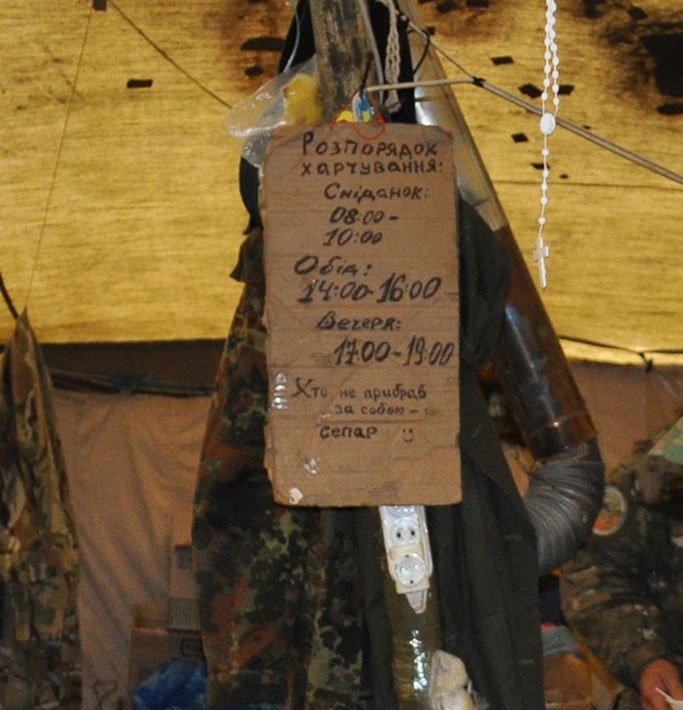 Розпорядок
харчування:
Сніданок:
08:00-
10:00
Обід:
14:00-16:00
Вечеря:
17:00-19:00
Хто не прибрав
за собою-
сепар